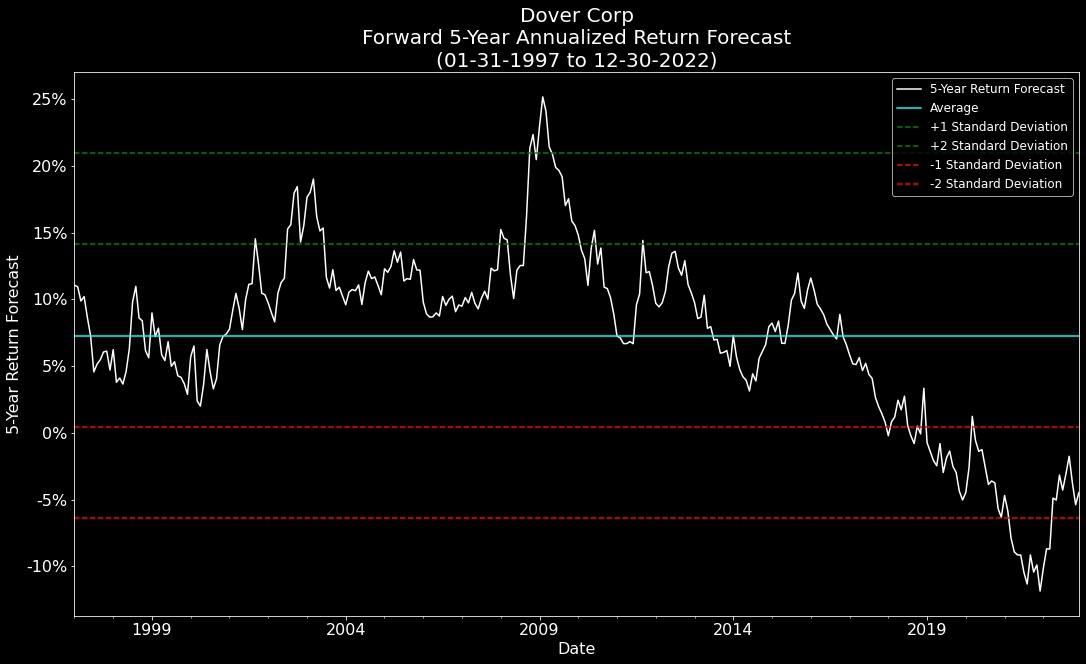 Dover Corp
Forward 5-Year Annualized Return Forecast
(01-31-1997 to 12-30-2022)
5-Year Return Forecast
Average
+1 Standard Deviation
+2 Standard Deviation
-1 Standard Deviation
-2 Standard Deviation
5-Year Return Forecast
25%
20%
15%
10%
5%
0%
-5%
-10%
1999
2004
2009
2014
2019
Date